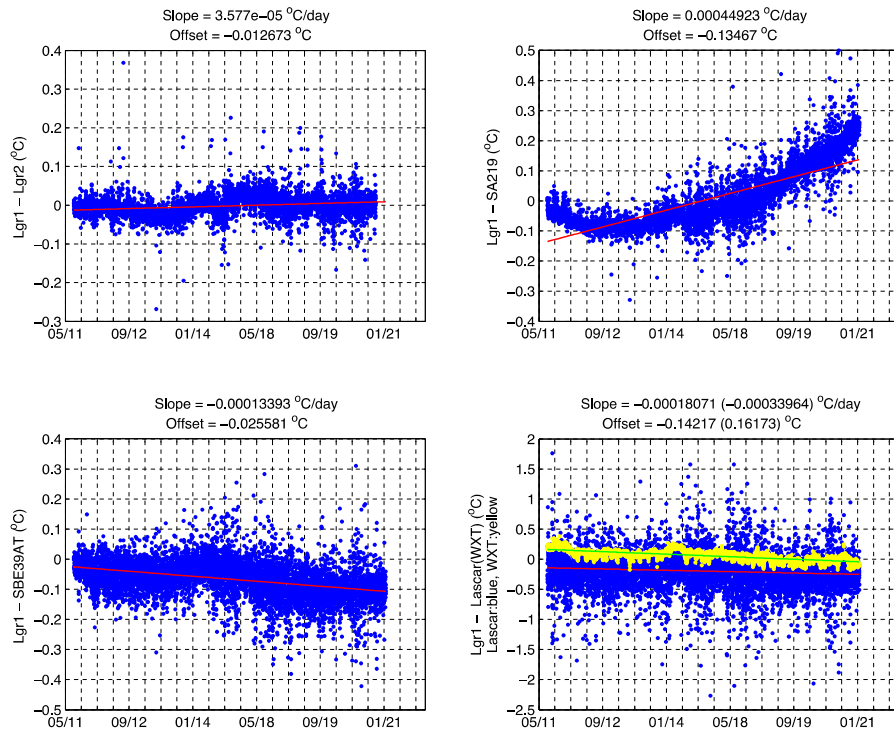 Slope = 3.577e−05 °C/day
Offset = −0.012673 °C
0.4
0.3
0.2
0.1
0
−0.1
−0.2
−0.3
Lgr1 − Lgr2 (°C)
05/11 09/12 01/14 05/18 09/19 01/21
Slope = 0.00044923 °C/day
Offset = −0.13467 °C
0.5
0.4
0.3
0.2
0.1
0
−0.1
−0.2
−0.3
−0.4
Lgr1 − SA219 (°C)
05/11 09/12 01/14 05/18 09/19 01/21
Slope = −0.00013393 °C/day
Offset = −0.025581 °C
0.4
0.3
0.2
0.1
0
−0.1
−0.2
−0.3
−0.4
−0.5
Lgr1 − SBE39AT (°C)
05/11 09/12 01/14 05/18 09/19 01/21
Slope = −0.00018071 (−0.00033964) °C/day
Offset = −0.14217 (0.16173) °C
2
1.5
1
0.5
0
−0.5
−1
−1.5
−2
−2.5
Lgr1 − Lascar(WXT) (°C)
Lascar:blue, WXT:yellow
05/11 09/12 01/14 05/18 09/19 01/21